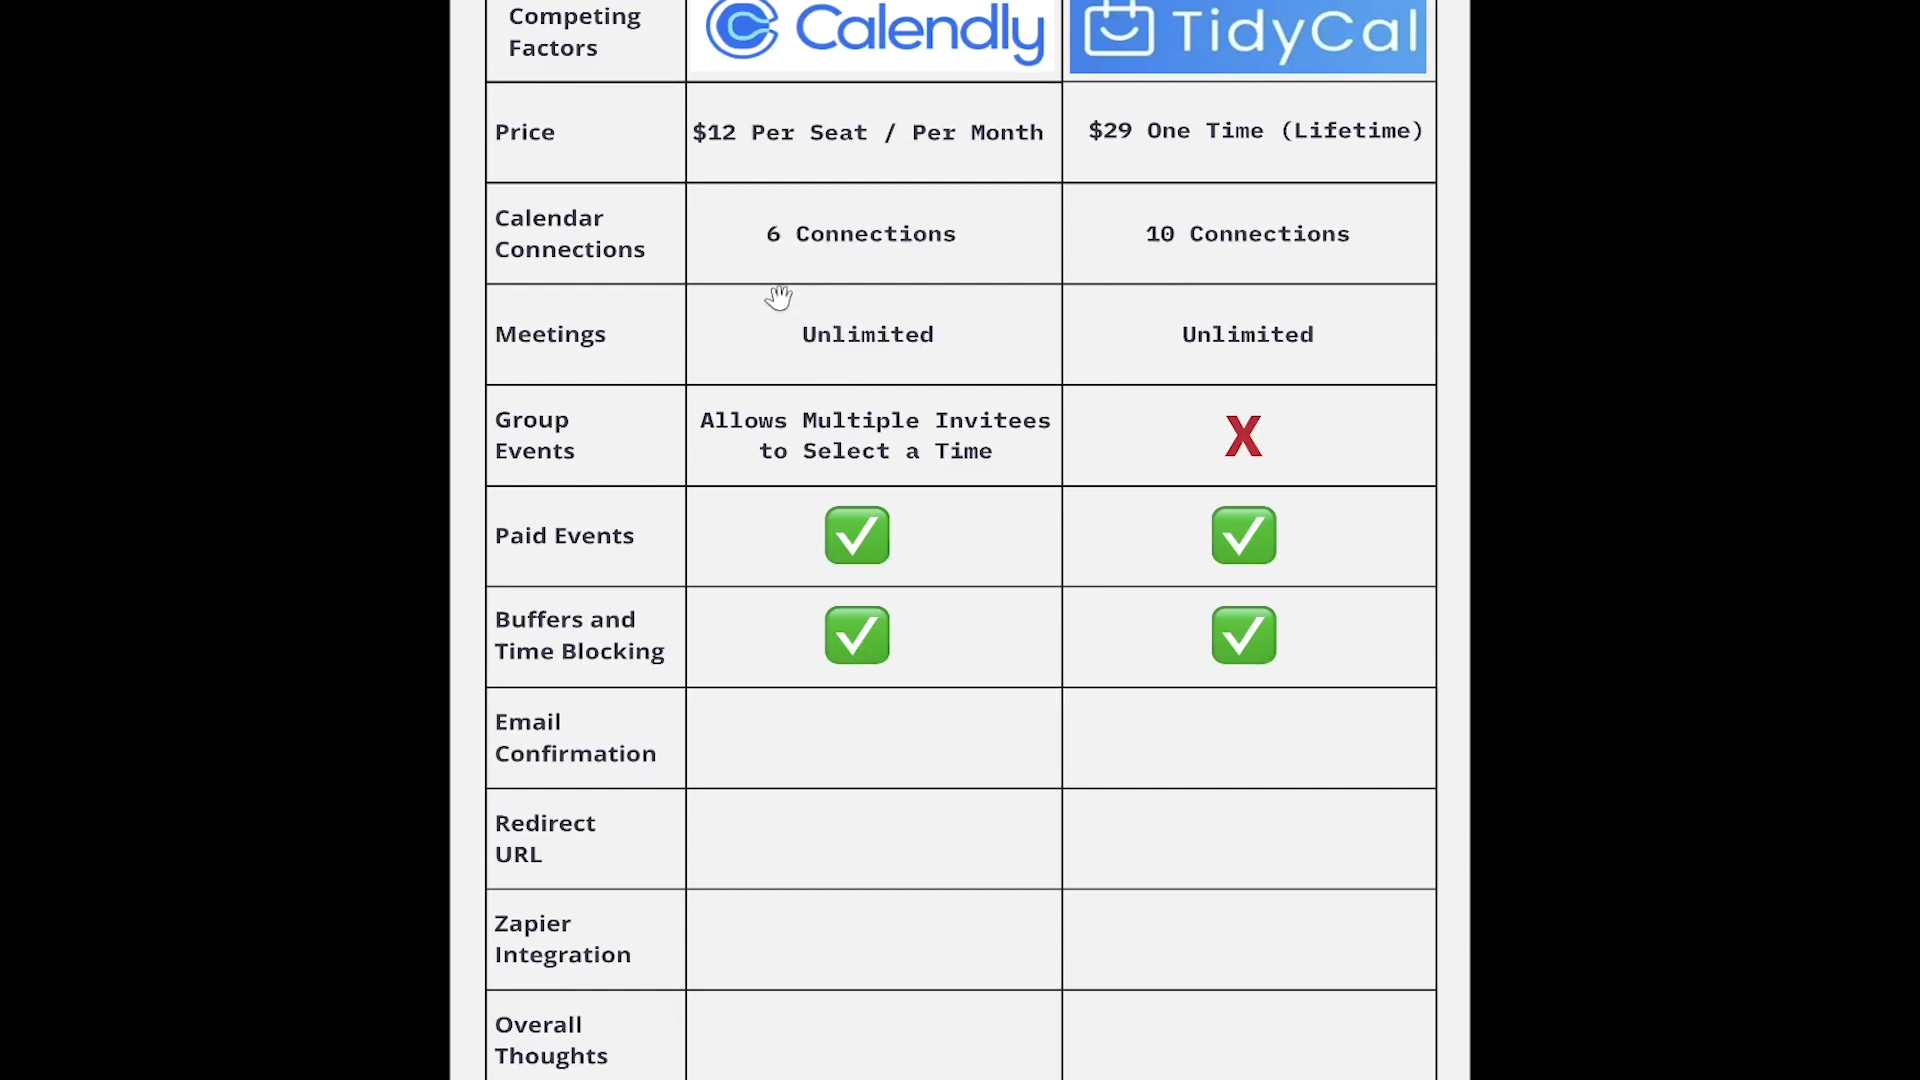 Competing
Factors
Calendly
TidyCal
Price
$12 Per Seat / Per Month
$29 One Time (Lifetime)
Calendar
Connections
6 Connections
10 Connections
Meetings
Unlimited
Unlimited
Group
Events
Allows Multiple Invitees
to Select a Time
X
Paid Events
Buffers and
Time Blocking
Email
Confirmation
Redirect
URL
Zapier
Integration
Overall
Thoughts